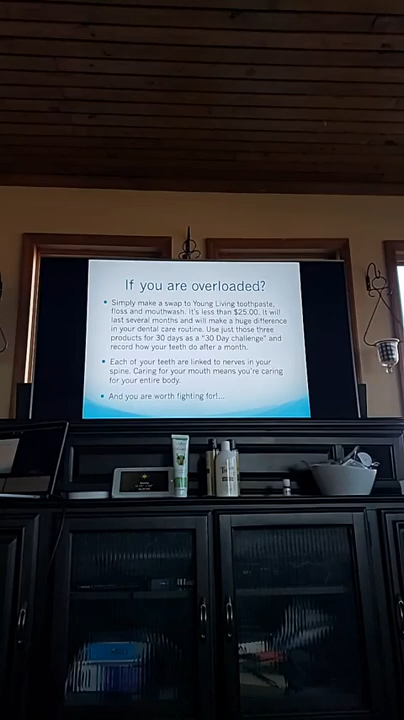 If you are overloaded?
• Simply make a swap to Young Living toothpaste,
floss and mouthwash. It's less than $25.00. It will
last several months and will make a huge difference
in your dental care routine. Use just those three
products for 30 days as a "30 Day challenge" and
record how your teeth do after a month.
• Each of your teeth are linked to nerves in your
spine. Caring for your mouth means you're caring
for your entire body.
• And you are worth fighting for!...